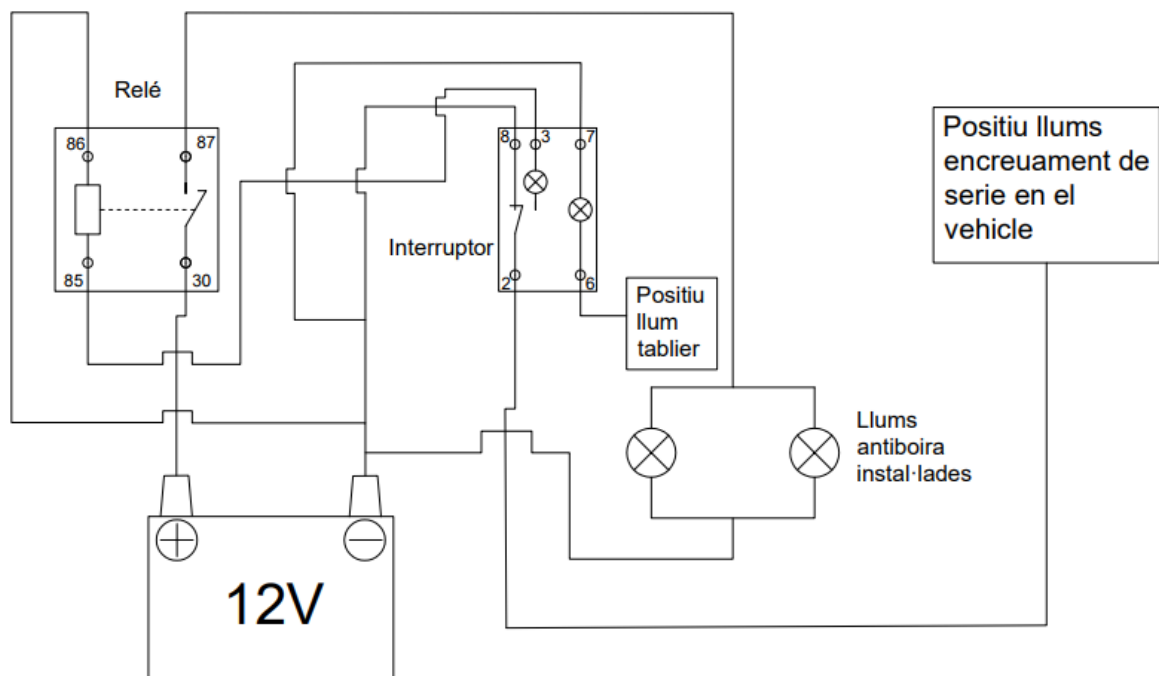 Relé
86
87
85
30
8
3
7
Interruptor
2
6
Positiu
llum
tablier
Positiu llums
encreuament de
serie en el
vehicle
Llums
antiboira
instal·lades
12V